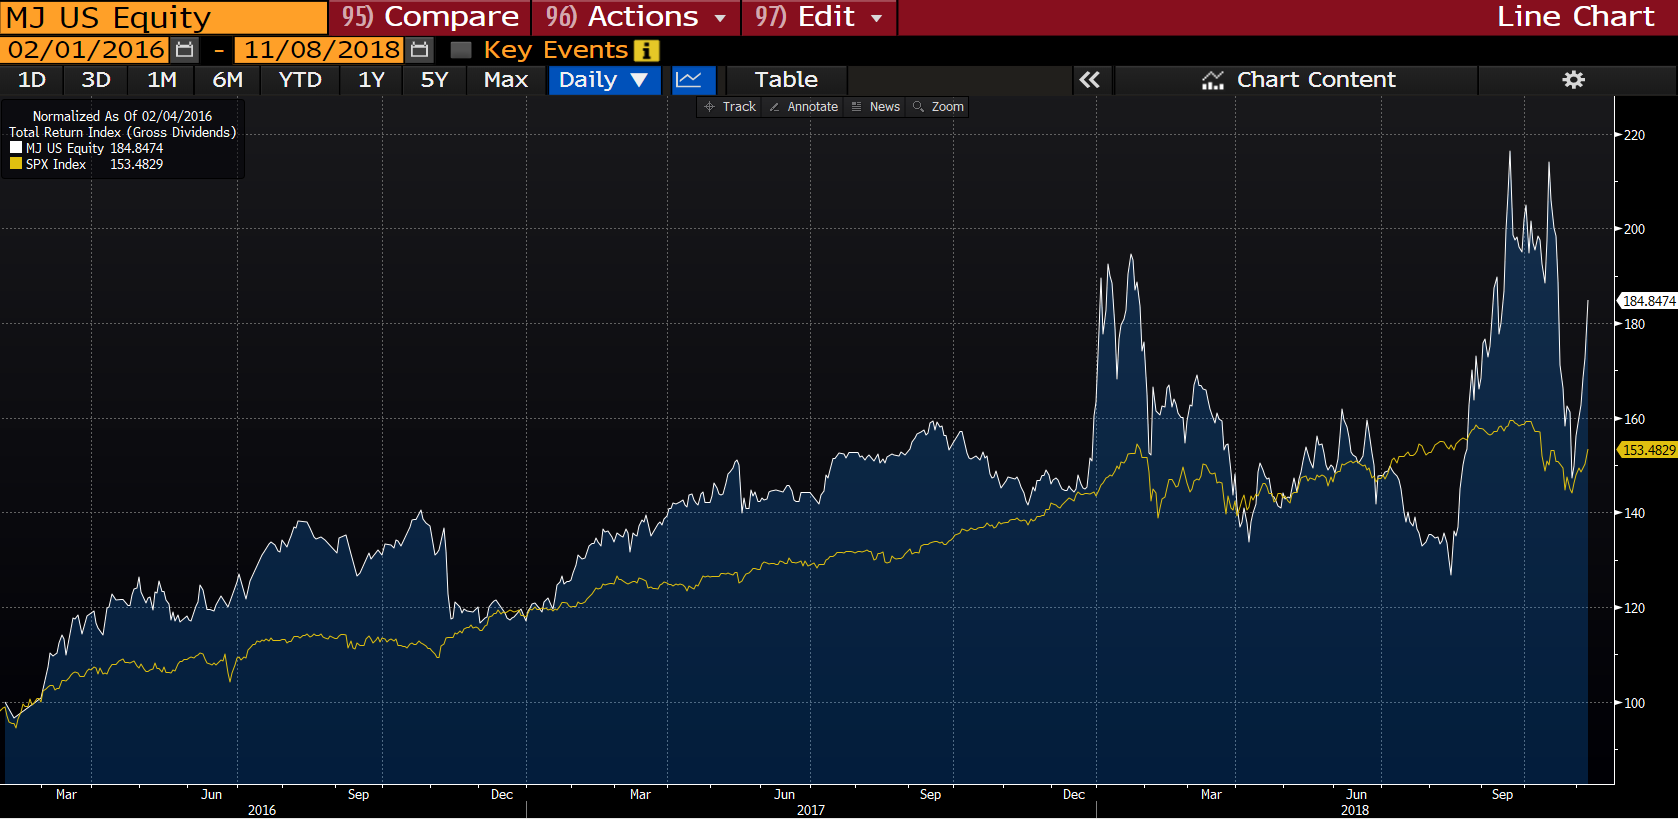 MJ US Equity 95) Compare 96) Actions 97) Edit Line Chart
02/01/2016 - 11/08/2018 Key Events
1D 3D 1M 6M YTD 1Y 5Y Max Daily ▼ Table « Chart Content
Track Annotate News Zoom
Normalized As Of 02/04/2016
Total Return Index (Gross Dividends)
MJ US Equity 184.8474
SPX Index 153.4829
220
200
184.8474
180
160
153.4829
140
120
100
Mar Jun Sep Dec Mar Jun Sep Dec Mar Jun Sep
2016 2017 2018